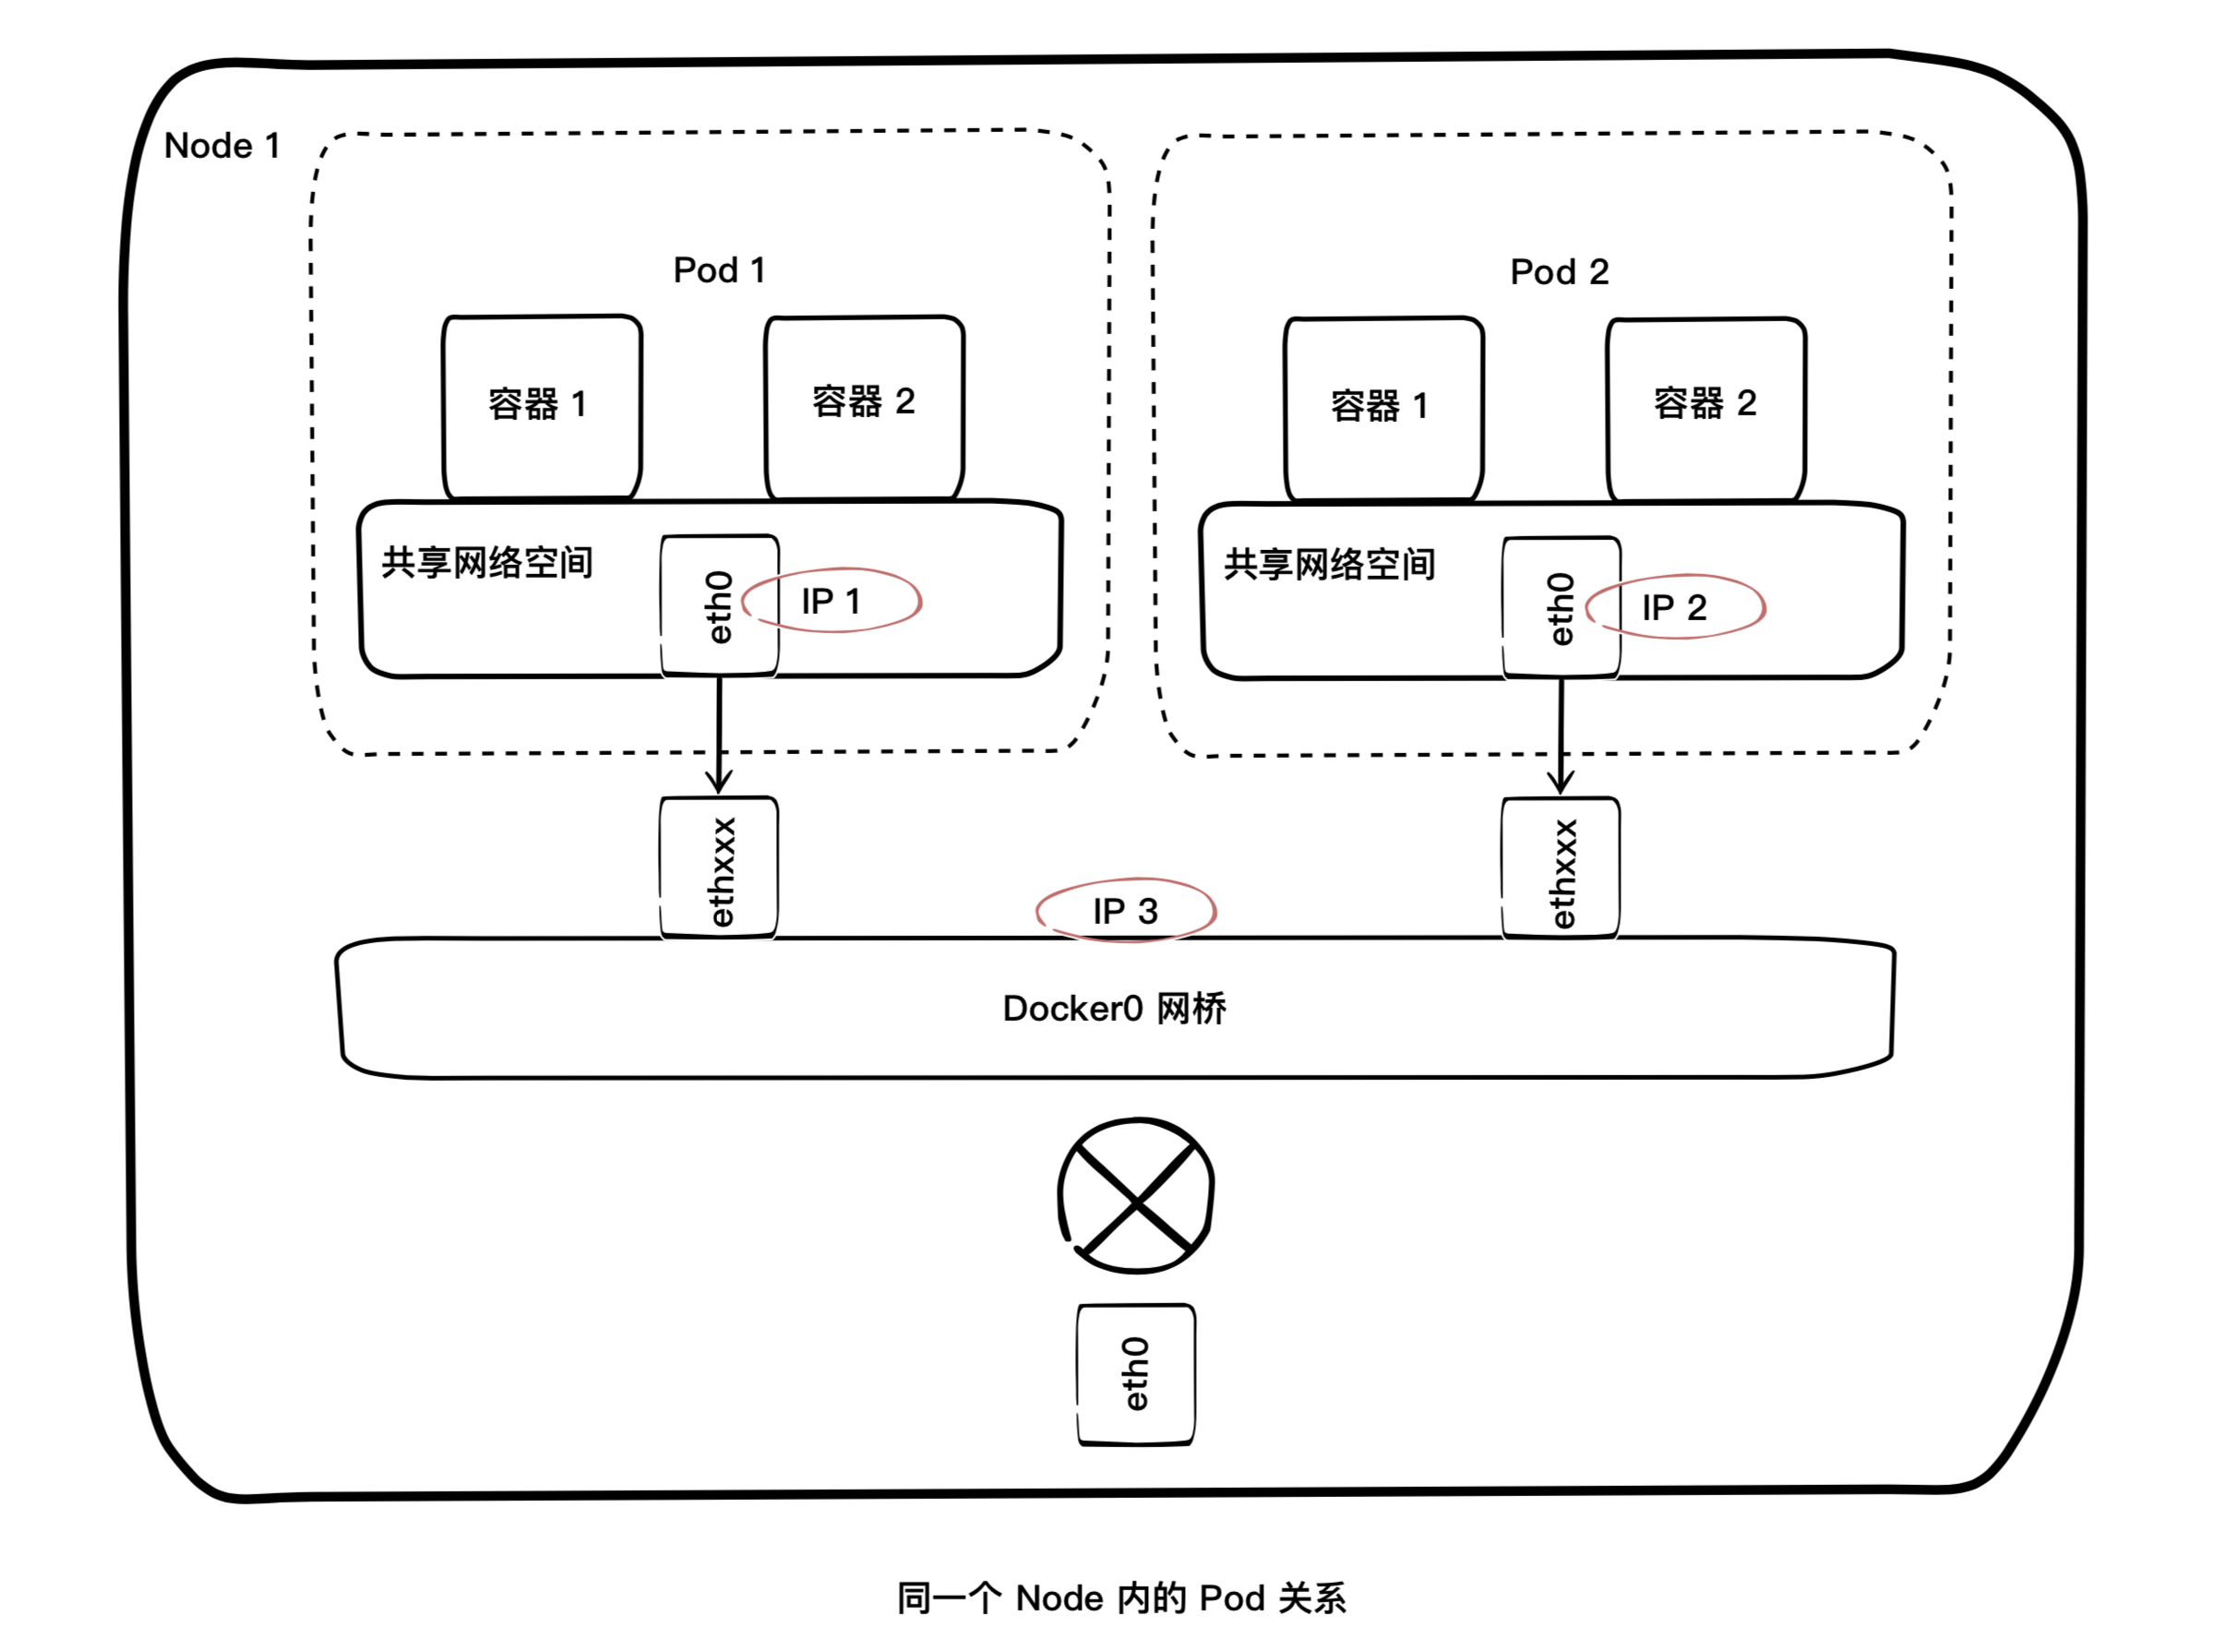 Node 1
Pod 1
Pod 2
容器 1
容器 2
容器 1
容器 2
共享网络空间
eth0
IP 1
共享网络空间
eth0
IP 2
ethxxx
ethxxx
IP 3
Docker0 网桥
eth0
同一个 Node 内的 Pod 关系